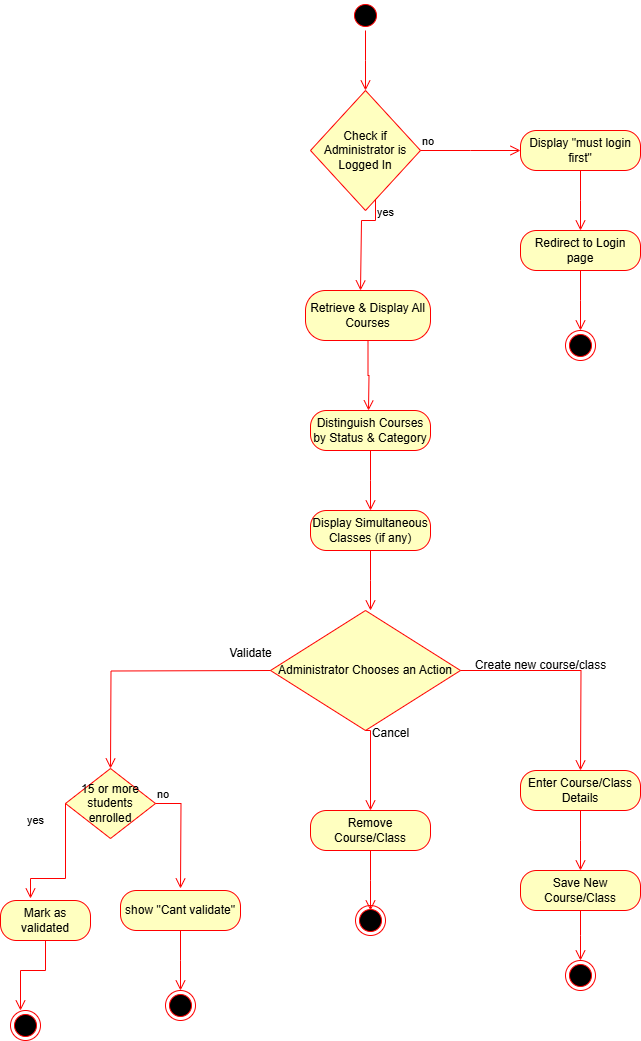 Check if
Administrator is
Logged In
no
Display "must login
first"
yes
Redirect to Login
page
Retrieve & Display All
Courses
Distinguish Courses
by Status & Category
Display Simultaneous
Classes (if any)
Validate
Administrator Chooses an Action
Create new course/class
Cancel
15 or more
students
enrolled
no
yes
Enter Course/Class
Details
Remove
Course/Class
Mark as
validated
show "Cant validate"
Save New
Course/Class